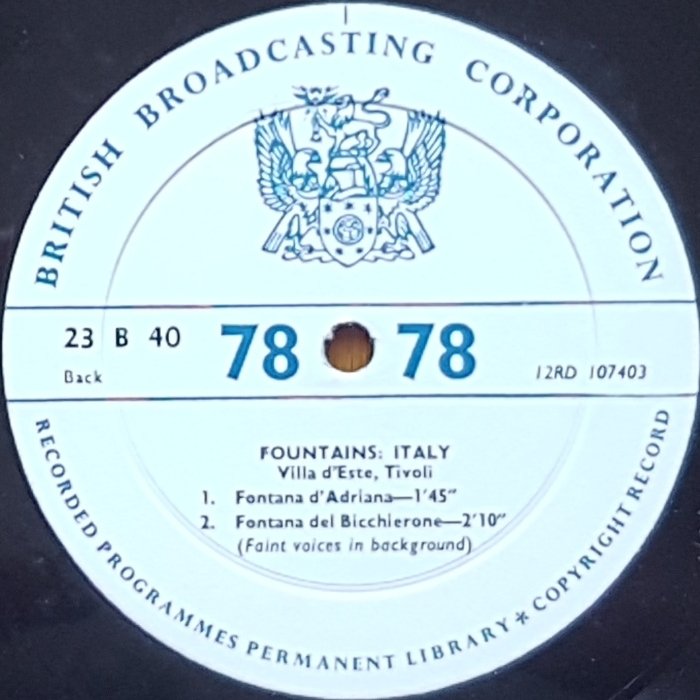 BRITISH BROADCASTING CORPORATION
23 B 40
Back
78 78
12RD 107403
FOUNTAINS: ITALY
Villa d'Este, Tivoli
1. Fontana d'Adriana—1'45"
2. Fontana del Bicchierone—2'10"
(Faint voices in background)
RECORDED PROGRAMMES PERMANENT LIBRARY * COPYRIGHT RECORD